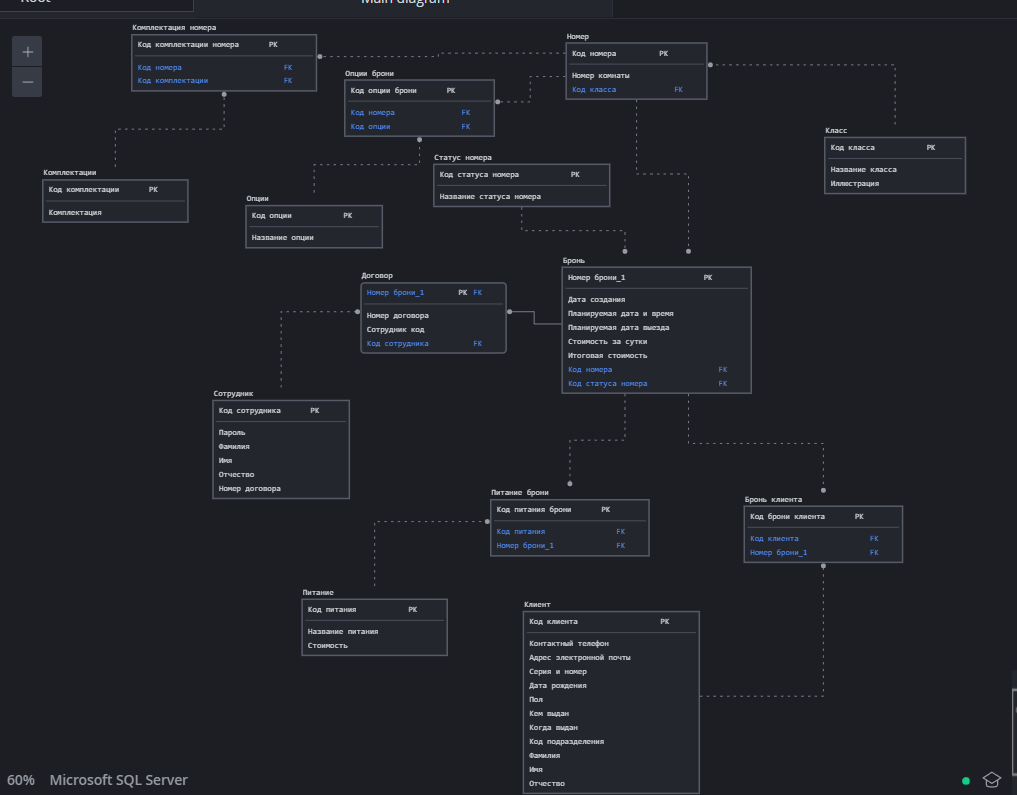 Main diagram
Комплектация номера
Код комплектации номера PK
Код номера FK
Код комплектации FK
Номер
Код номера PK
Номер комнаты
Код класса FK
Опции брони
Код опции брони PK
Код номера FK
Код опции FK
Класс
Код класса PK
Название класса
Иллюстрация
Статус номера
Код статуса номера PK
Название статуса номера
Комплектации
Код комплектации PK
Комплектация
Опции
Код опции PK
Название опции
Бронь
Номер брони_1 PK
Дата создания
Планируемая дата и время
Планируемая дата выезда
Стоимость за сутки
Итоговая стоимость
Код номера FK
Код статуса номера FK
Договор
Номер брони_1 PK FK
Номер договора
Сотрудник код
Код сотрудника FK
Сотрудник
Код сотрудника PK
Пароль
Фамилия
Имя
Отчество
Номер договора
Питание брони
Код питания брони PK
Код питания FK
Номер брони_1 FK
Бронь клиента
Код брони клиента PK
Код клиента FK
Номер брони_1 FK
Питание
Код питания PK
Название питания
Стоимость
Клиент
Код клиента PK
Контактный телефон
Адрес электронной почты
Серия и номер
Дата рождения
Пол
Кем выдан
Когда выдан
Код подразделения
Фамилия
Имя
Отчество
60% Microsoft SQL Server